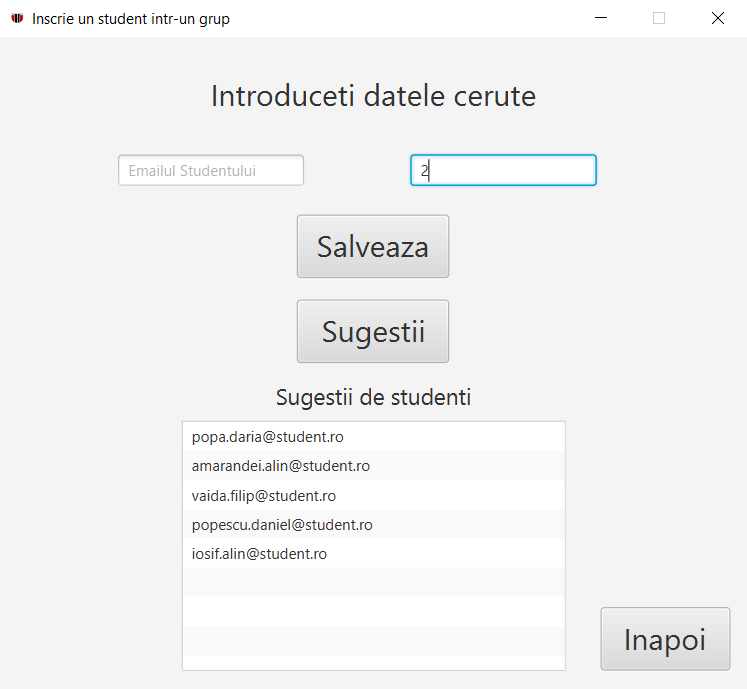 Inscrie un student intr-un grup
Introduceti datele cerute
Emailul Studentului
2
Salveaza
Sugestii
Sugestii de studenti
popa.daria@student.ro
amarandei.alin@student.ro
vaida.filip@student.ro
popescu.daniel@student.ro
iosif.alin@student.ro
Inapoi